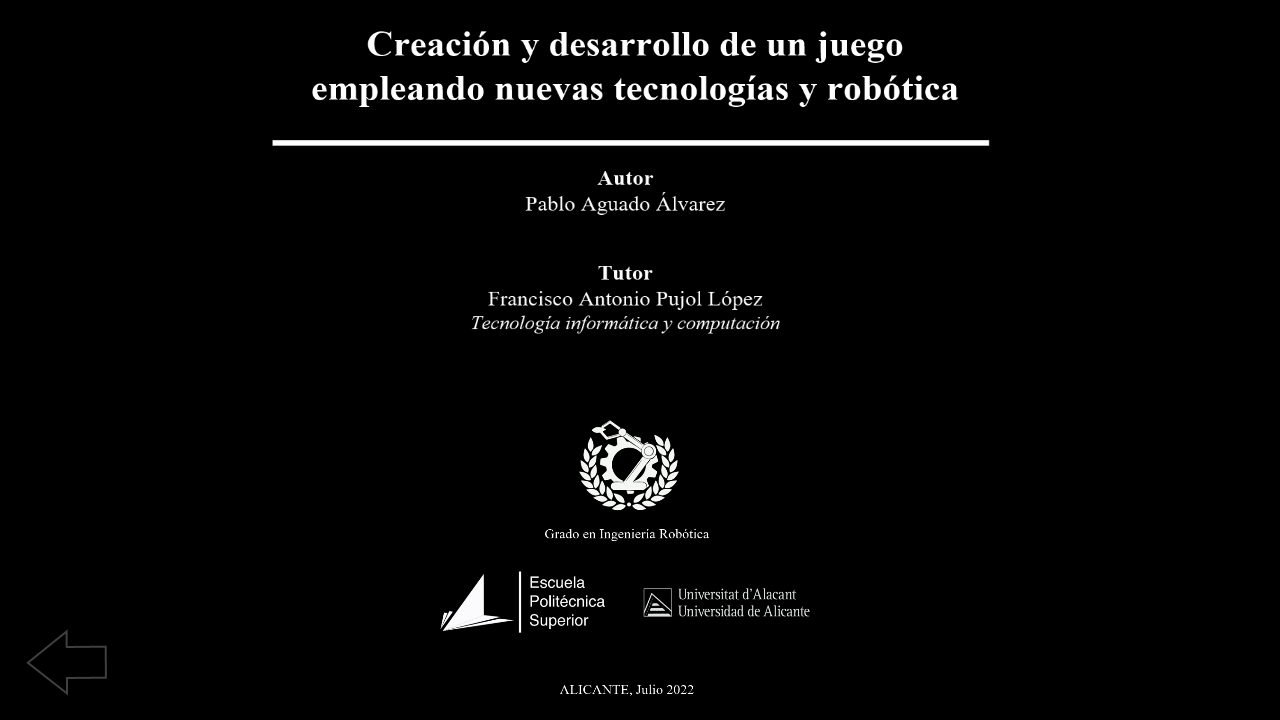 Creación y desarrollo de un juego
empleando nuevas tecnologías y robótica
Autor
Pablo Aguado Álvarez
Tutor
Francisco Antonio Pujol López
Tecnología informática y computación
Grado en Ingeniería Robótica
Escuela
Politécnica
Superior
Universitat d'Alacant
Universidad de Alicante
ALICANTE, Julio 2022